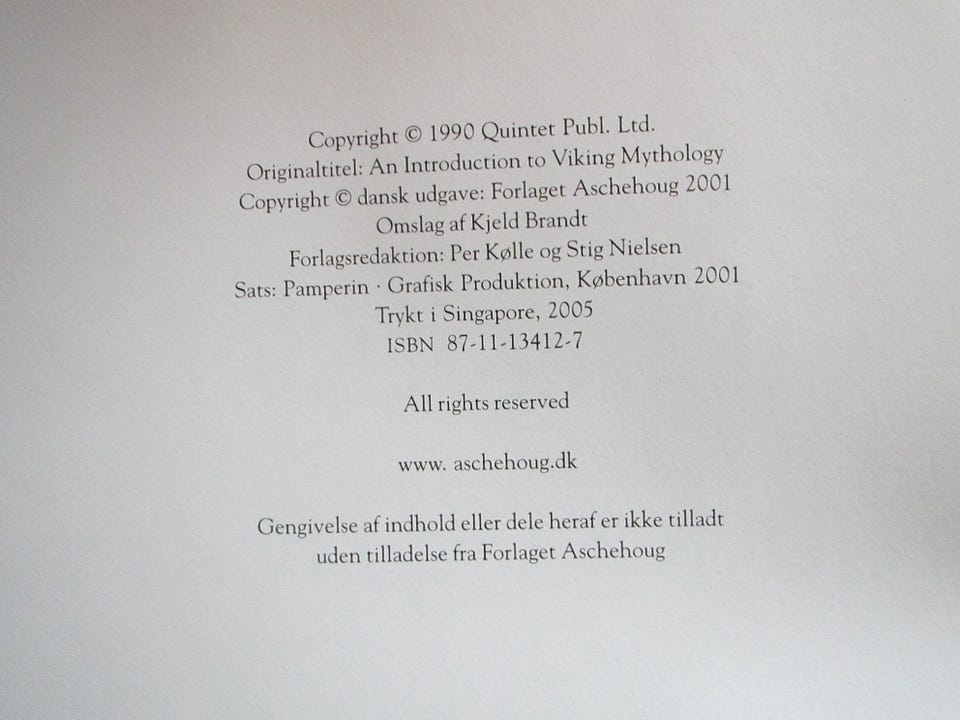 Copyright © 1990 Quintet Publ. Ltd.
Originaltitel: An Introduction to Viking Mythology
Copyright © dansk udgave: Forlaget Aschehoug 2001
Omslag af Kjeld Brandt
Forlagsredaktion: Per Kølle og Stig Nielsen
Sats: Pamperin · Grafisk Produktion, København 2001
Trykt i Singapore, 2005
ISBN 87-11-13412-7
All rights reserved
www. aschehoug.dk
Gengivelse af indhold eller dele heraf er ikke tilladt
uden tilladelse fra Forlaget Aschehoug